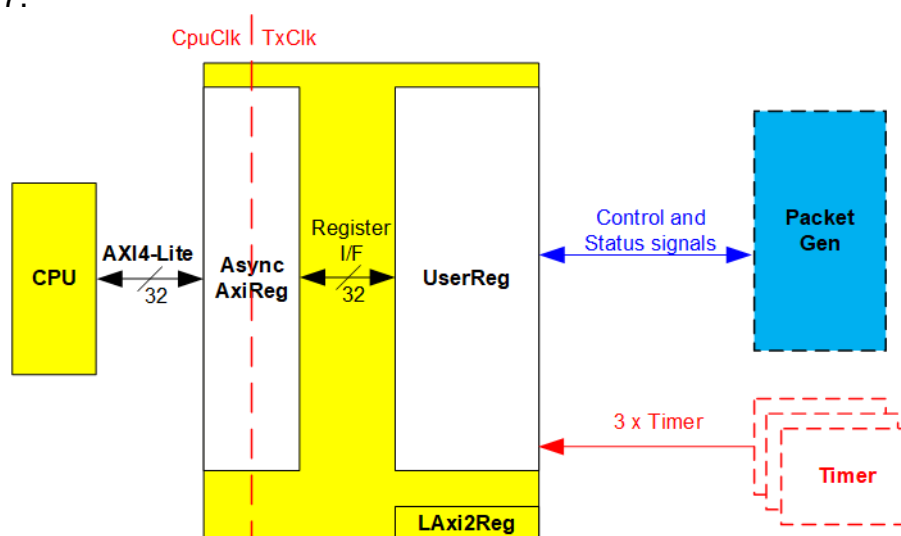 7.
CpuClk TxClk
CPU
AXI4-Lite
32
Async
AxiReg
Register
I/F
32
UserReg
Control and
Status signals
Packet
Gen
3 x Timer
Timer
LAxi2Reg